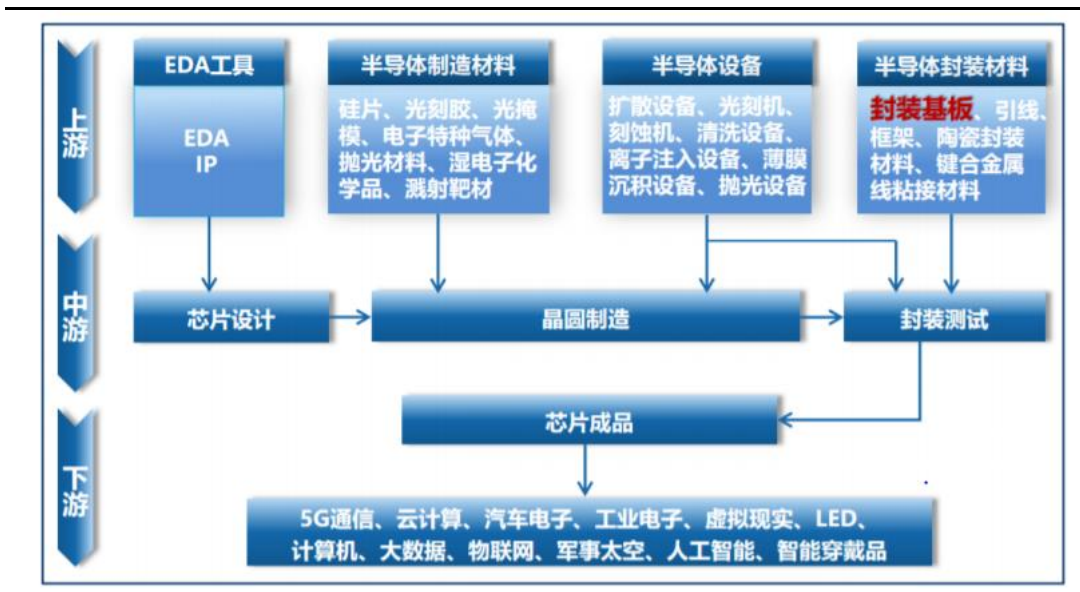 上游
EDA工具
EDA
IP
半导体制造材料
硅片、光刻胶、光掩
模、电子特种气体、
抛光材料、湿电子化
学品、溅射靶材
半导体设备
扩散设备、光刻机、
刻蚀机、清洗设备、
离子注入设备、薄膜
沉积设备、抛光设备
半导体封装材料
封装基板、引线、
框架、陶瓷封装
材料、键合金属
线粘接材料
中游
芯片设计
晶圆制造
封装测试
下游
芯片成品
5G通信、云计算、汽车电子、工业电子、虚拟现实、LED、
计算机、大数据、物联网、军事太空、人工智能、智能穿戴品